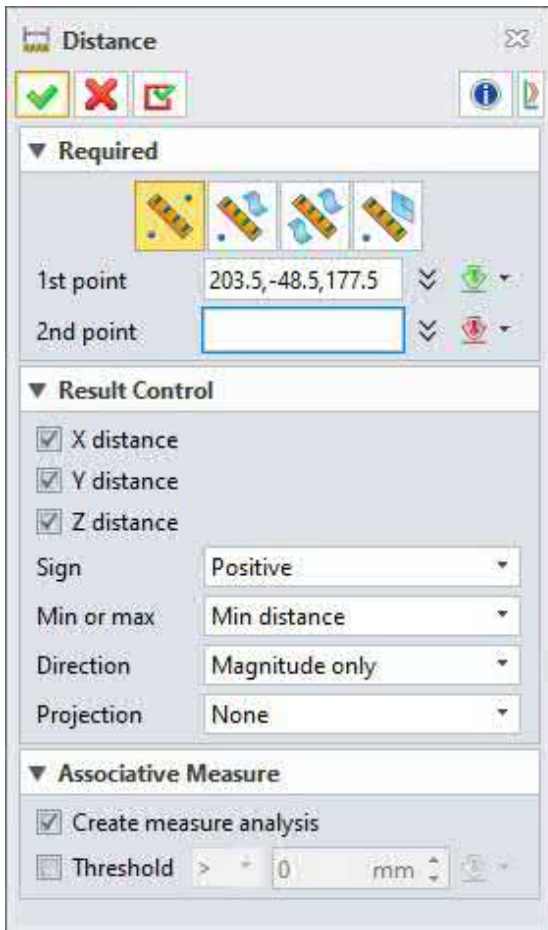 Distance
Required
1st point 203.5,-48.5,177.5
2nd point
Result Control
X distance
Y distance
Z distance
Sign Positive
Min or max Min distance
Direction Magnitude only
Projection None
Associative Measure
Create measure analysis
Threshold > 0 mm